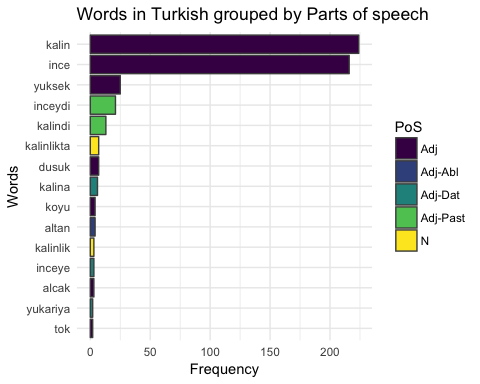 Words in Turkish grouped by Parts of speech
Words
kalin
ince
yuksek
inceydi
kalindi
kalinlikta
dusuk
kalina
koyu
altan
kalinlik
inceye
alcak
yukariya
tok
0 50 100 150 200
Frequency
PoS
Adj
Adj-Abl
Adj-Dat
Adj-Past
N